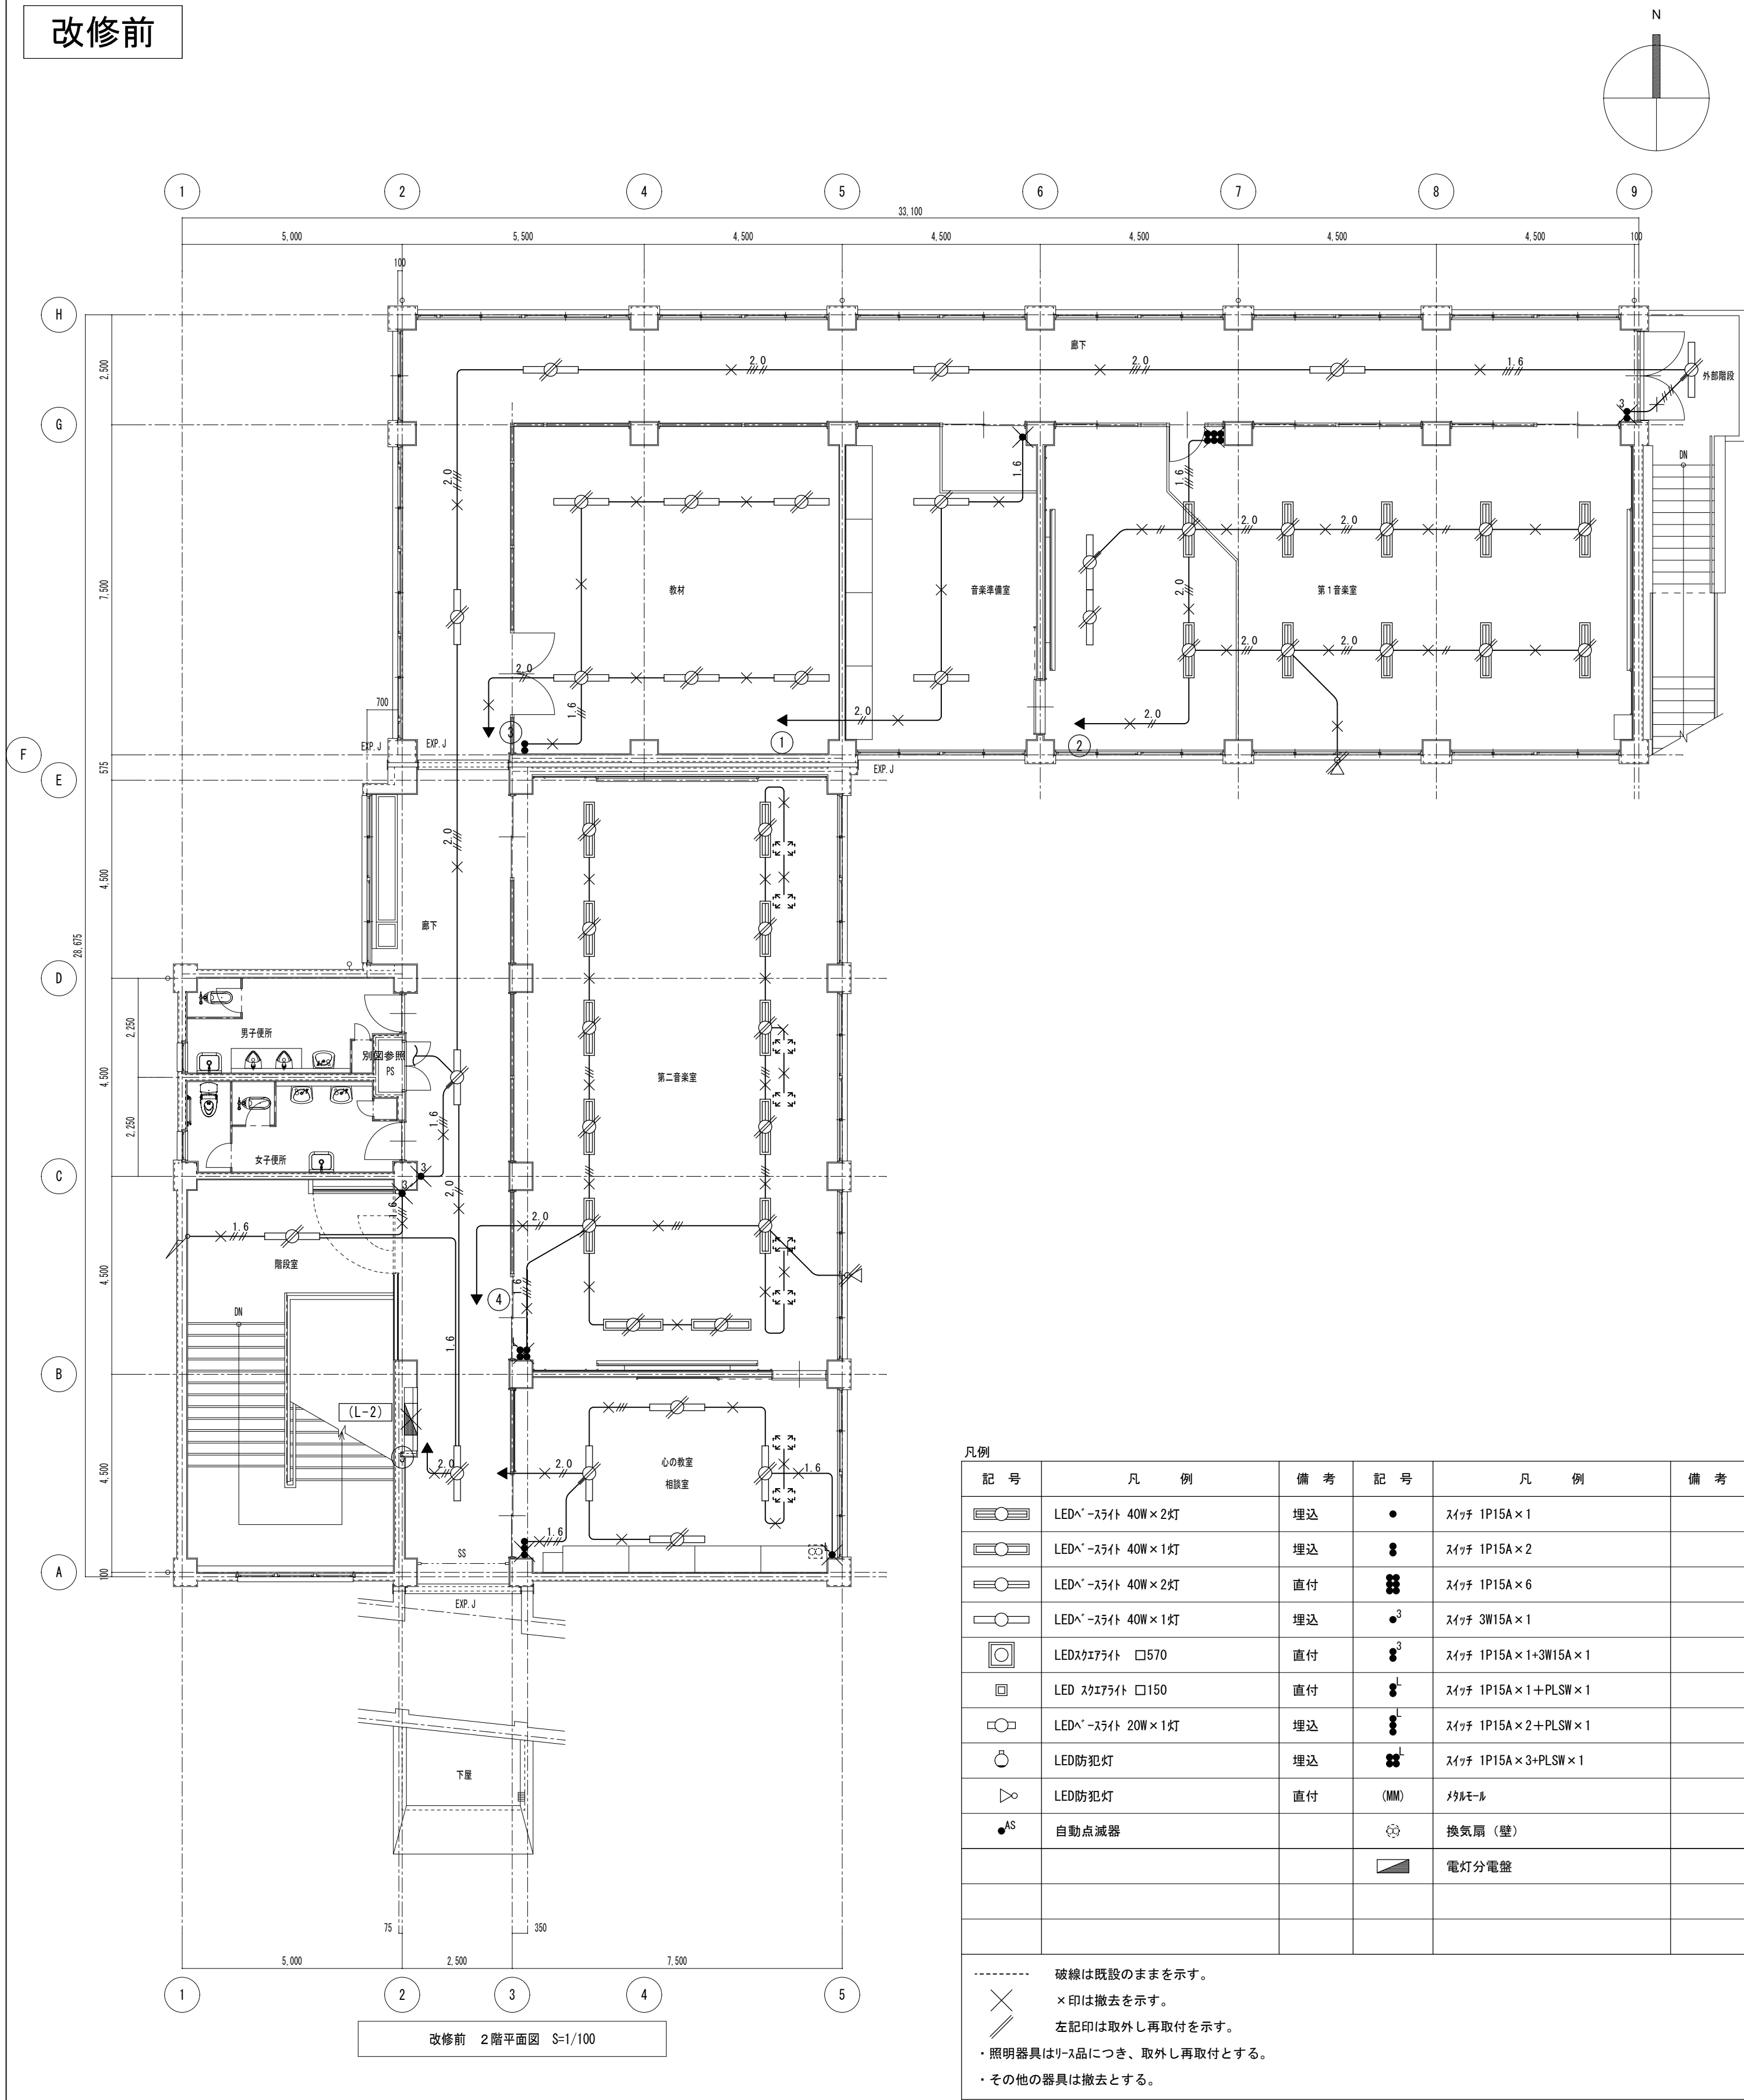 改修前
N
1 2 4 5 6 7 8 9
33,100
5,000 5,500 4,500 4,500 4,500 4,500 4,500 100
100
H
廊下
2.0 2.0 1.6
外部階段
2,500
G
3
DN
2.0
1.6
1.6
2.0 2.0
7,500
教材
音楽準備室
第1音楽室
2.0
2.0 2.0
2.0
1.6
700
2.0
2.0
3
1
2
EXP.J
EXP.J
F
EXP.J
575
E
2.0
4,500
廊下
28,675
D
2,250
男子便所
別図参照
PS
第二音楽室
4,500
2,250
1.6
女子便所
C
3
3
1.6
2.0
1.6
2.0
階段室
4,500
1.6
4
DN
1.6
B
(L-2)
5
2.0
2.0
心の教室
相談室
1.6
4,500
1.6
SS
A
100
EXP.J
下屋
75
350
5,000 2,500 7,500
1 2 3 4 5
改修前 2階平面図 S=1/100
凡例
記 号 凡 例 備 考 記 号 凡 例 備 考
LEDベースライト 40W×2灯 埋込 スイッチ 1P15A×1
LEDベースライト 40W×1灯 埋込 スイッチ 1P15A×2
LEDベースライト 40W×2灯 直付 スイッチ 1P15A×6
LEDベースライト 40W×1灯 埋込 3 スイッチ 3W15A×1
LEDスクエアライト □570 直付 3 スイッチ 1P15A×1+3W15A×1
LED スクエアライト □150 直付 L スイッチ 1P15A×1+PLSW×1
LEDベースライト 20W×1灯 埋込 L スイッチ 1P15A×2+PLSW×1
LED防犯灯 埋込 L スイッチ 1P15A×3+PLSW×1
LED防犯灯 直付 (MM) メタルモール
AS 自動点滅器 換気扇（壁）
電灯分電盤
破線は既設のままを示す。
×印は撤去を示す。
左記印は取外し再取付を示す。
・照明器具はリース品につき、取外し再取付とする。
・その他の器具は撤去とする。